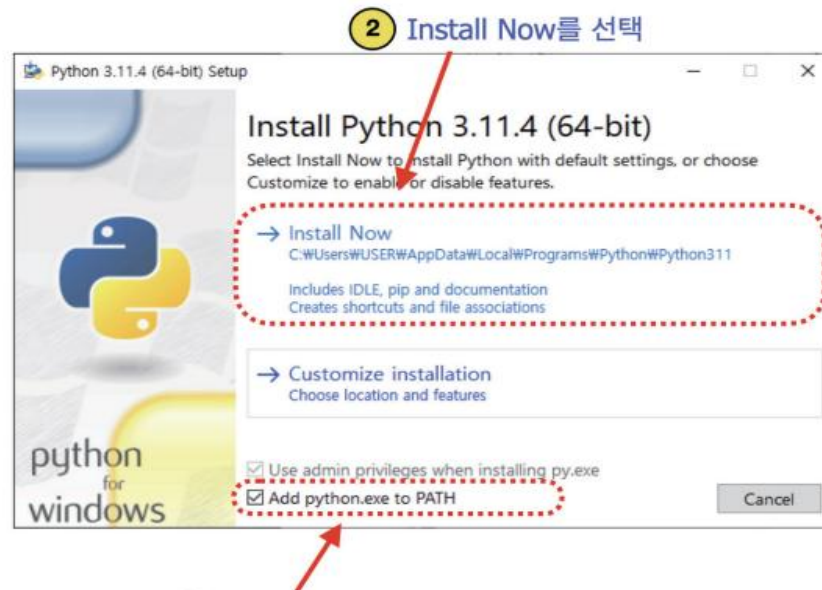 2 Install Now를 선택
Python 3.11.4 (64-bit) Setup
Install Python 3.11.4 (64-bit)
Select Install Now to install Python with default settings, or choose
Customize to enable or disable features.
→ Install Now
C:₩Users₩USER₩AppData₩Local₩Programs₩Python₩Python311
Includes IDLE, pip and documentation
Creates shortcuts and file associations
→ Customize installation
Choose location and features
Use admin privileges when installing py.exe
Add python.exe to PATH
Cancel
python
for
windows